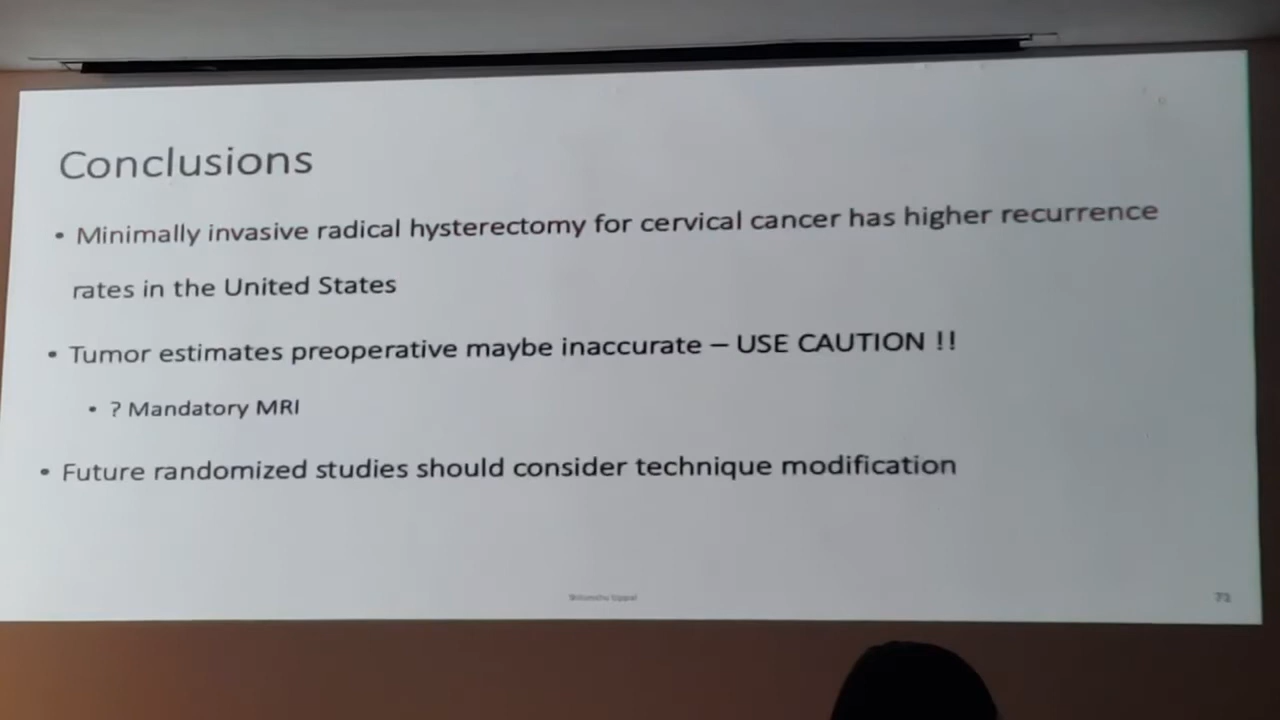 Conclusions
• Minimally invasive radical hysterectomy for cervical cancer has higher recurrence
rates in the United States
• Tumor estimates preoperative maybe inaccurate – USE CAUTION !!
• ? Mandatory MRI
• Future randomized studies should consider technique modification